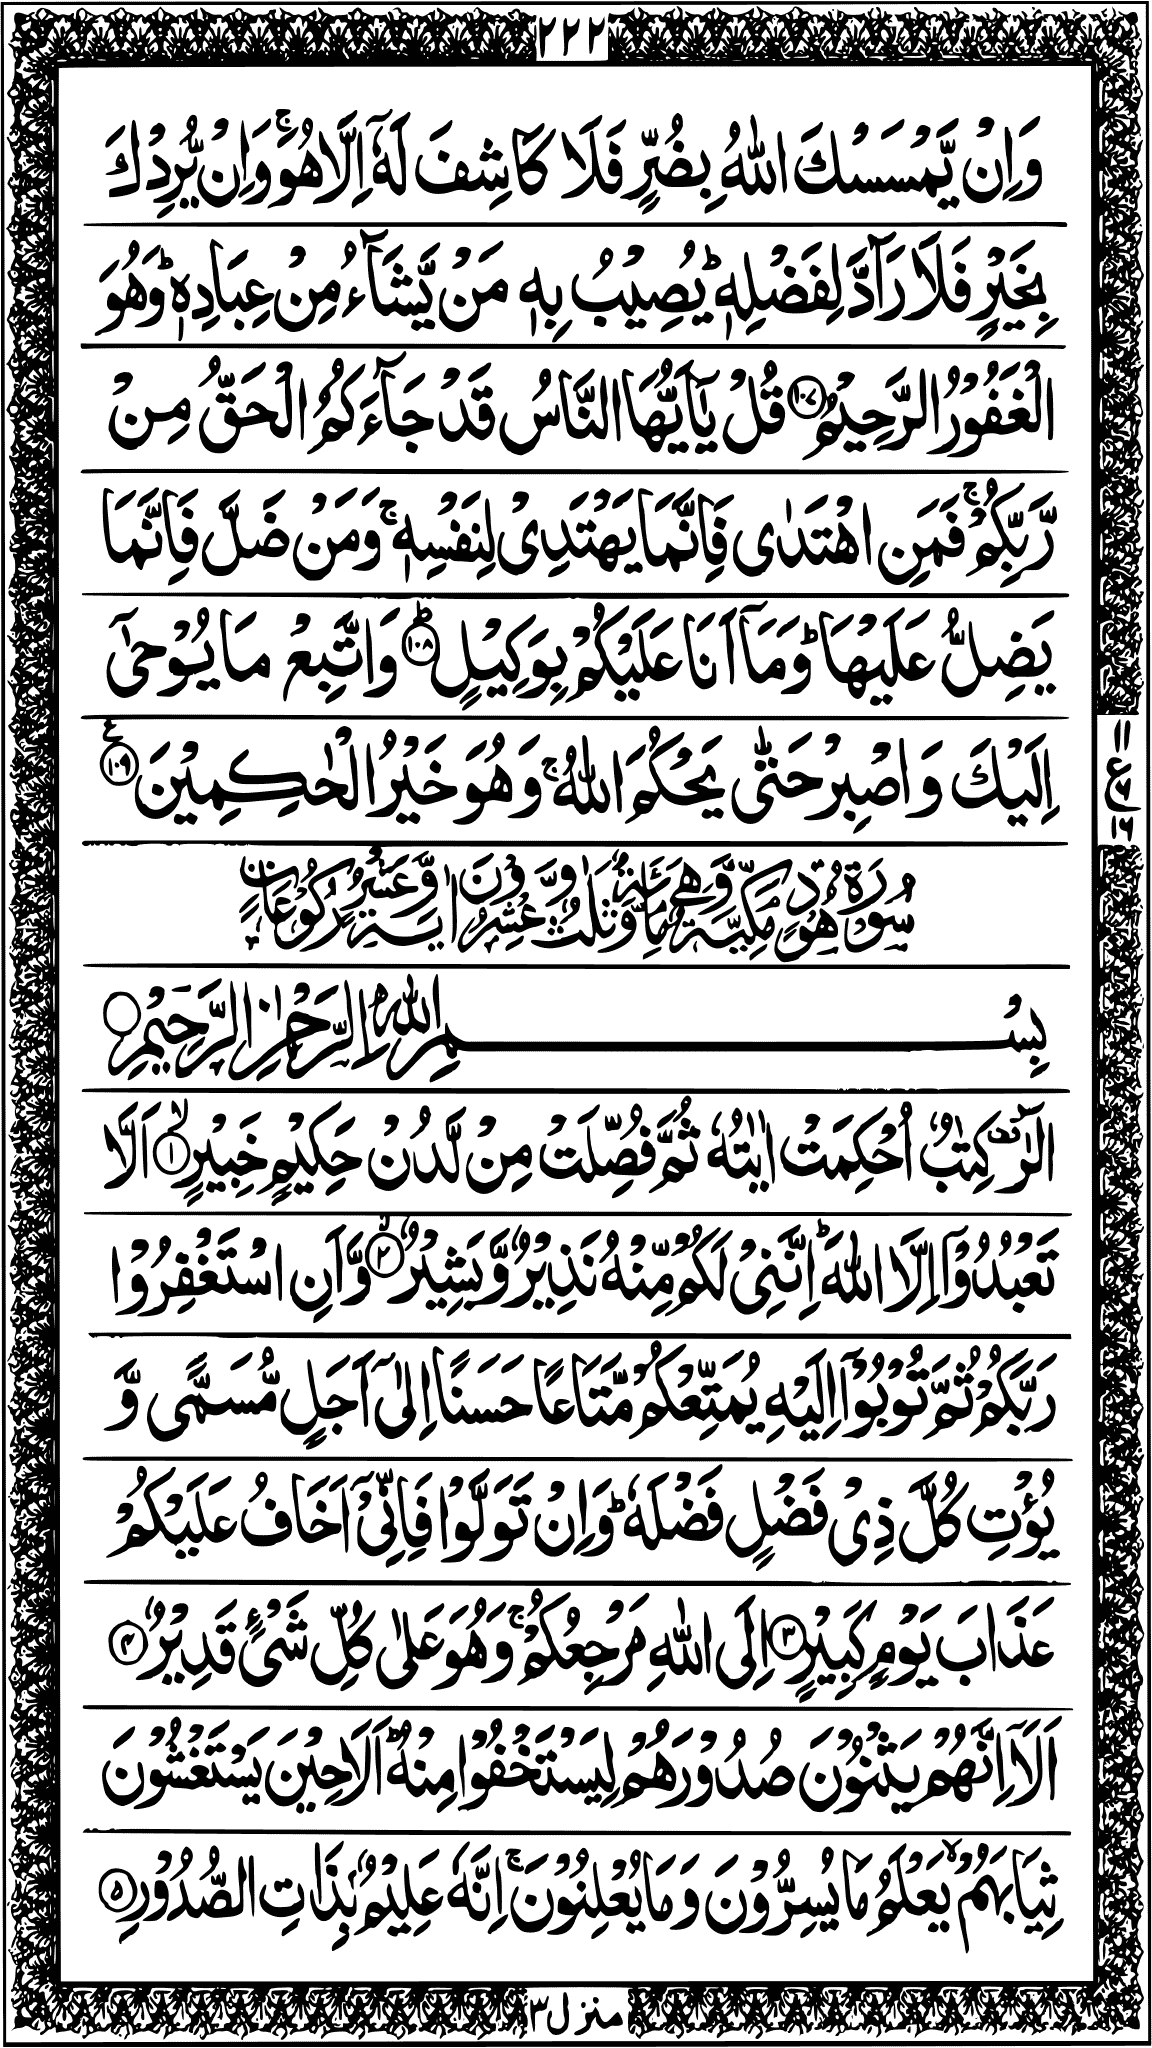 ٢٢٢
وَاِنْ يَّمْسَسْكَ اللّٰهُ بِضُرٍّ فَلَا كَاشِفَ لَهٗۤ اِلَّا هُوَ ۚ وَاِنْ يُّرِدْكَ
بِخَيْرٍ فَلَا رَآدَّ لِفَضْلِهٖ ؕ يُصِيْبُ بِهٖ مَنْ يَّشَآءُ مِنْ عِبَادِهٖ ؕ وَهُوَ
الْغَفُوْرُ الرَّحِيْمُ ١٠٧ قُلْ يٰۤاَيُّهَا النَّاسُ قَدْ جَآءَكُمُ الْحَقُّ مِنْ
رَّبِّكُمْ ۚ فَمَنِ اهْتَدٰى فَاِنَّمَا يَهْتَدِيْ لِنَفْسِهٖ ۚ وَمَنْ ضَلَّ فَاِنَّمَا
يَضِلُّ عَلَيْهَا ؕ وَمَاۤ اَنَا عَلَيْكُمْ بِوَكِيْلٍ ؕ ١٠٨ وَاتَّبِعْ مَا يُوْحٰۤى
اِلَيْكَ وَاصْبِرْ حَتّٰى يَحْكُمَ اللّٰهُ ۚ وَهُوَ خَيْرُ الْحٰكِمِيْنَ ١٠٩ ع
١١
ع ٦
١٦
سُوْرَةُ هُوْدٍ مَّكِّيَّةٌ وَّهِيَ مِائَةٌ وَّثَلٰثٌ وَّعِشْرُوْنَ اٰيَةً وَّعَشْرُ رُكُوْعَاتٍ
بِسْمِ اللّٰهِ الرَّحْمٰنِ الرَّحِيْمِ
الٓرٰ ࣞ كِتٰبٌ اُحْكِمَتْ اٰيٰتُهٗ ثُمَّ فُصِّلَتْ مِنْ لَّدُنْ حَكِيْمٍ خَبِيْرٍ ۙ ١ اَلَّا
تَعْبُدُوْۤا اِلَّا اللّٰهَ ؕ اِنَّنِيْ لَكُمْ مِّنْهُ نَذِيْرٌ وَّبَشِيْرٌ ۙ ٢ وَّاَنِ اسْتَغْفِرُوْا
رَبَّكُمْ ثُمَّ تُوْبُوْۤا اِلَيْهِ يُمَتِّعْكُمْ مَّتَاعًا حَسَنًا اِلٰۤى اَجَلٍ مُّسَمًّى وَّ
يُؤْتِ كُلَّ ذِيْ فَضْلٍ فَضْلَهٗ ؕ وَاِنْ تَوَلَّوْا فَاِنِّيْۤ اَخَافُ عَلَيْكُمْ
عَذَابَ يَوْمٍ كَبِيْرٍ ٣ اِلَى اللّٰهِ مَرْجِعُكُمْ ۚ وَهُوَ عَلٰى كُلِّ شَيْءٍ قَدِيْرٌ ٤
اَلَاۤ اِنَّهُمْ يَثْنُوْنَ صُدُوْرَهُمْ لِيَسْتَخْفُوْا مِنْهُ ؕ اَلَا حِيْنَ يَسْتَغْشُوْنَ
ثِيَابَهُمْ ۙ يَعْلَمُ مَا يُسِرُّوْنَ وَمَا يُعْلِنُوْنَ ۚ اِنَّهٗ عَلِيْمٌۢ بِذَاتِ الصُّدُوْرِ ٥
منزل ٣